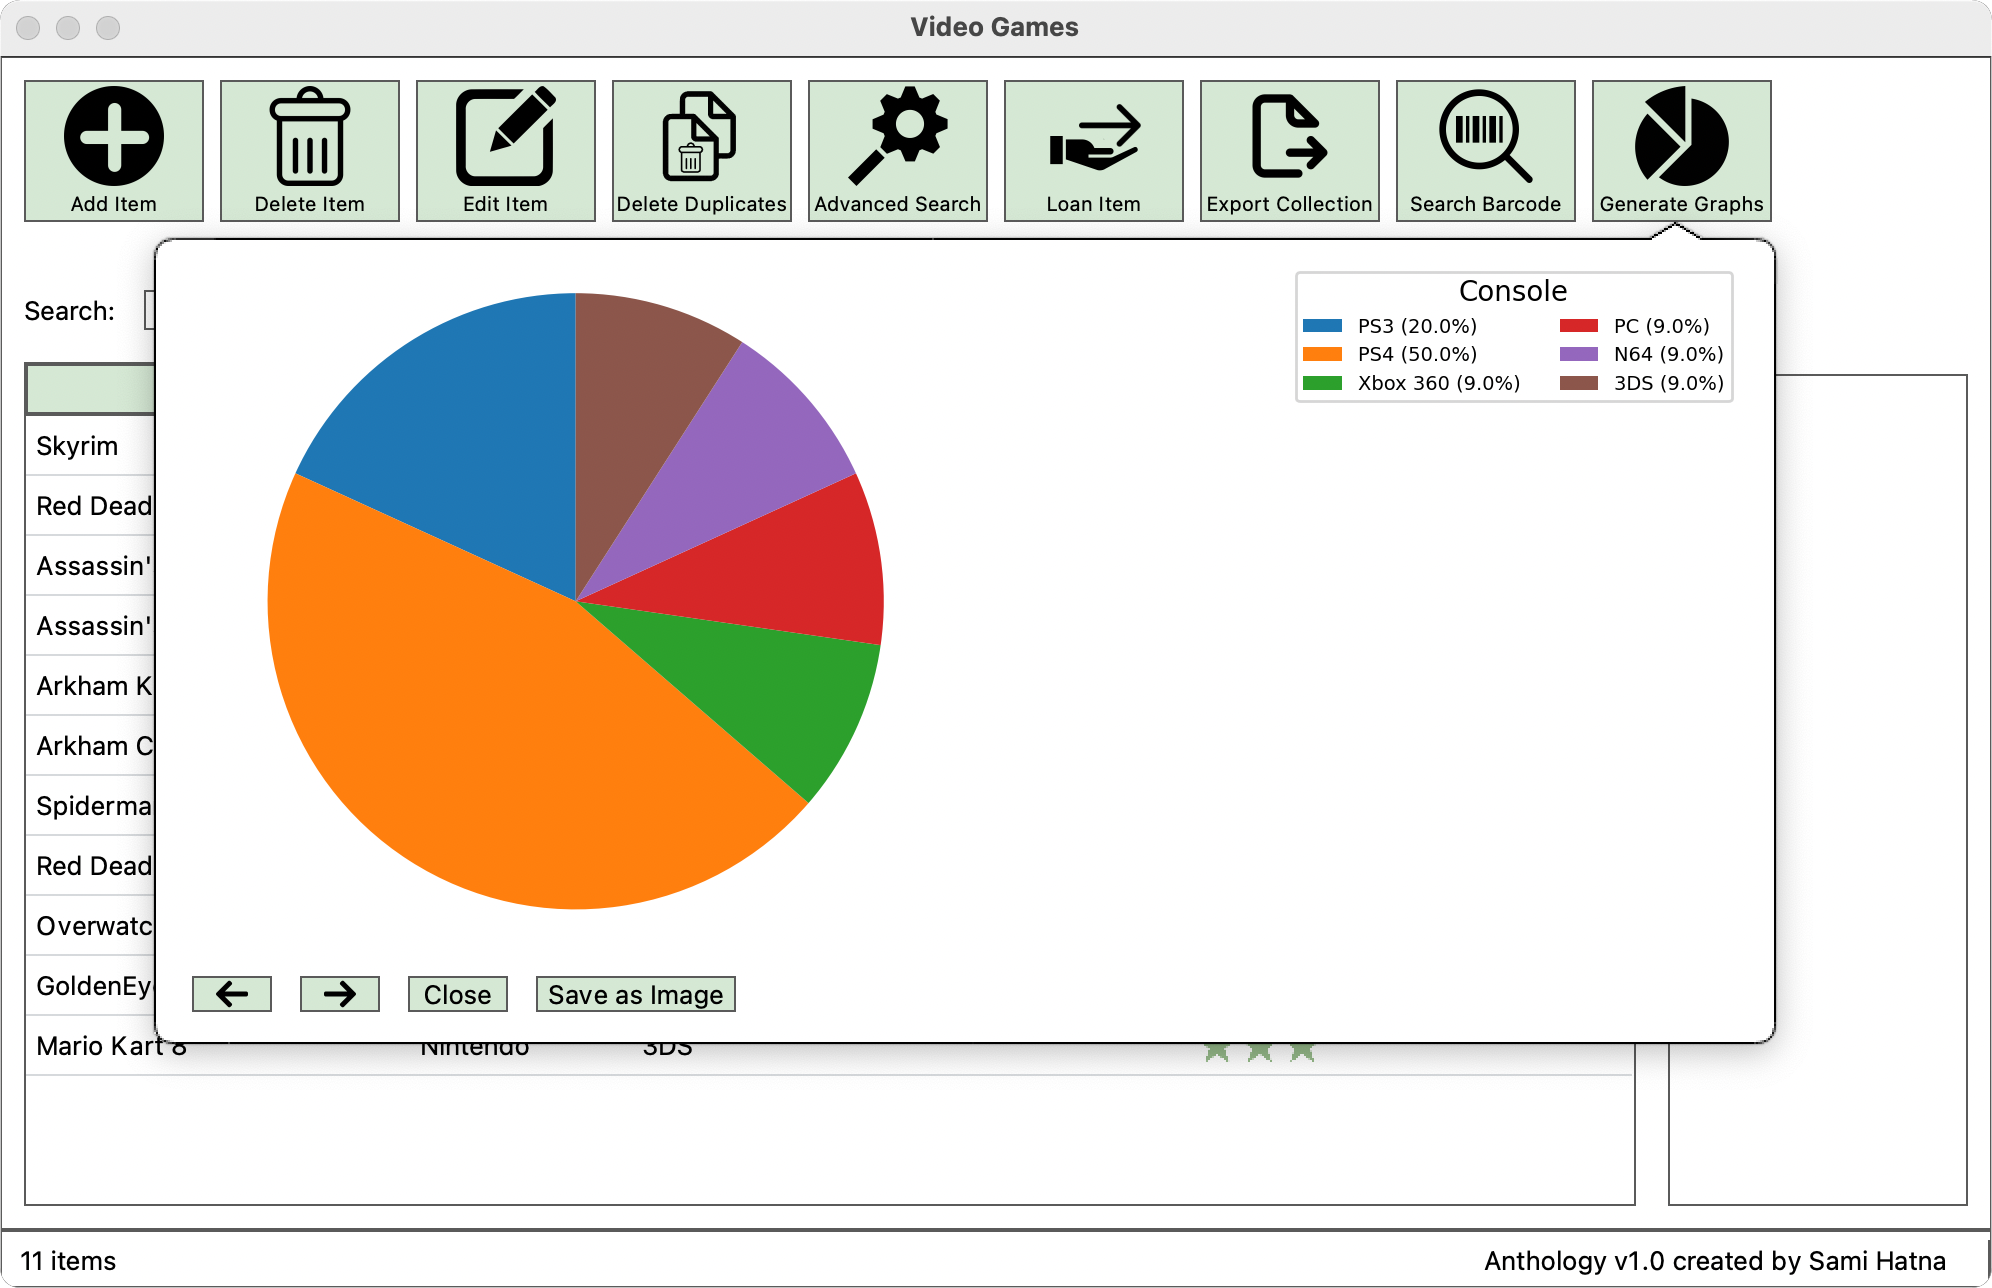 Video Games
Add Item
Delete Item
Edit Item
Delete Duplicates
Advanced Search
Loan Item
Export Collection
Search Barcode
Generate Graphs
Search:
Console
PS3 (20.0%)
PS4 (50.0%)
Xbox 360 (9.0%)
PC (9.0%)
N64 (9.0%)
3DS (9.0%)
Skyrim
Red Dead
Assassin'
Assassin'
Arkham K
Arkham C
Spiderma
Red Dead
Overwatc
GoldenEy
Mario Kart 8 Nintendo 3DS
Close
Save as Image
11 items
Anthology v1.0 created by Sami Hatna